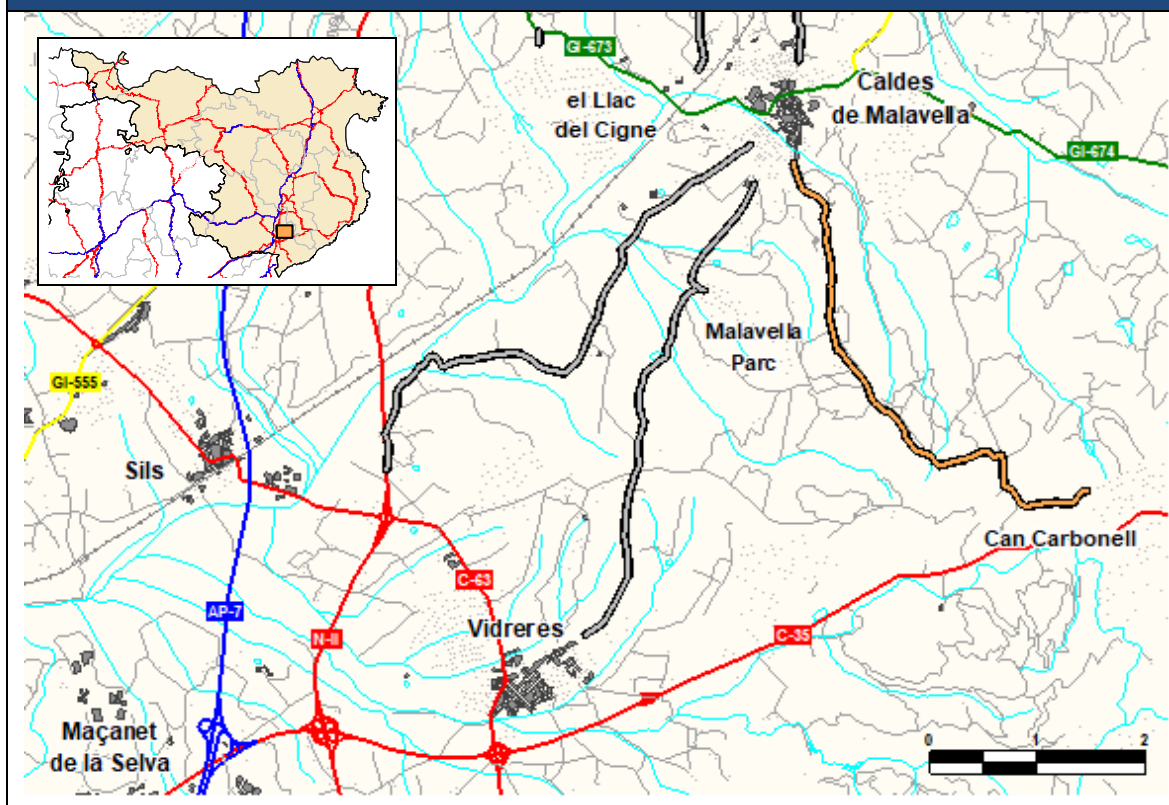 GI-673
Caldes
de Malavella
el Llac
del Cigne
GI-674
Malavella
Parc
GI-555
Sils
Can Carbonell
C-63
AP-7
N-II
Vidreres
C-35
Maçanet
de la Selva
0 1 2